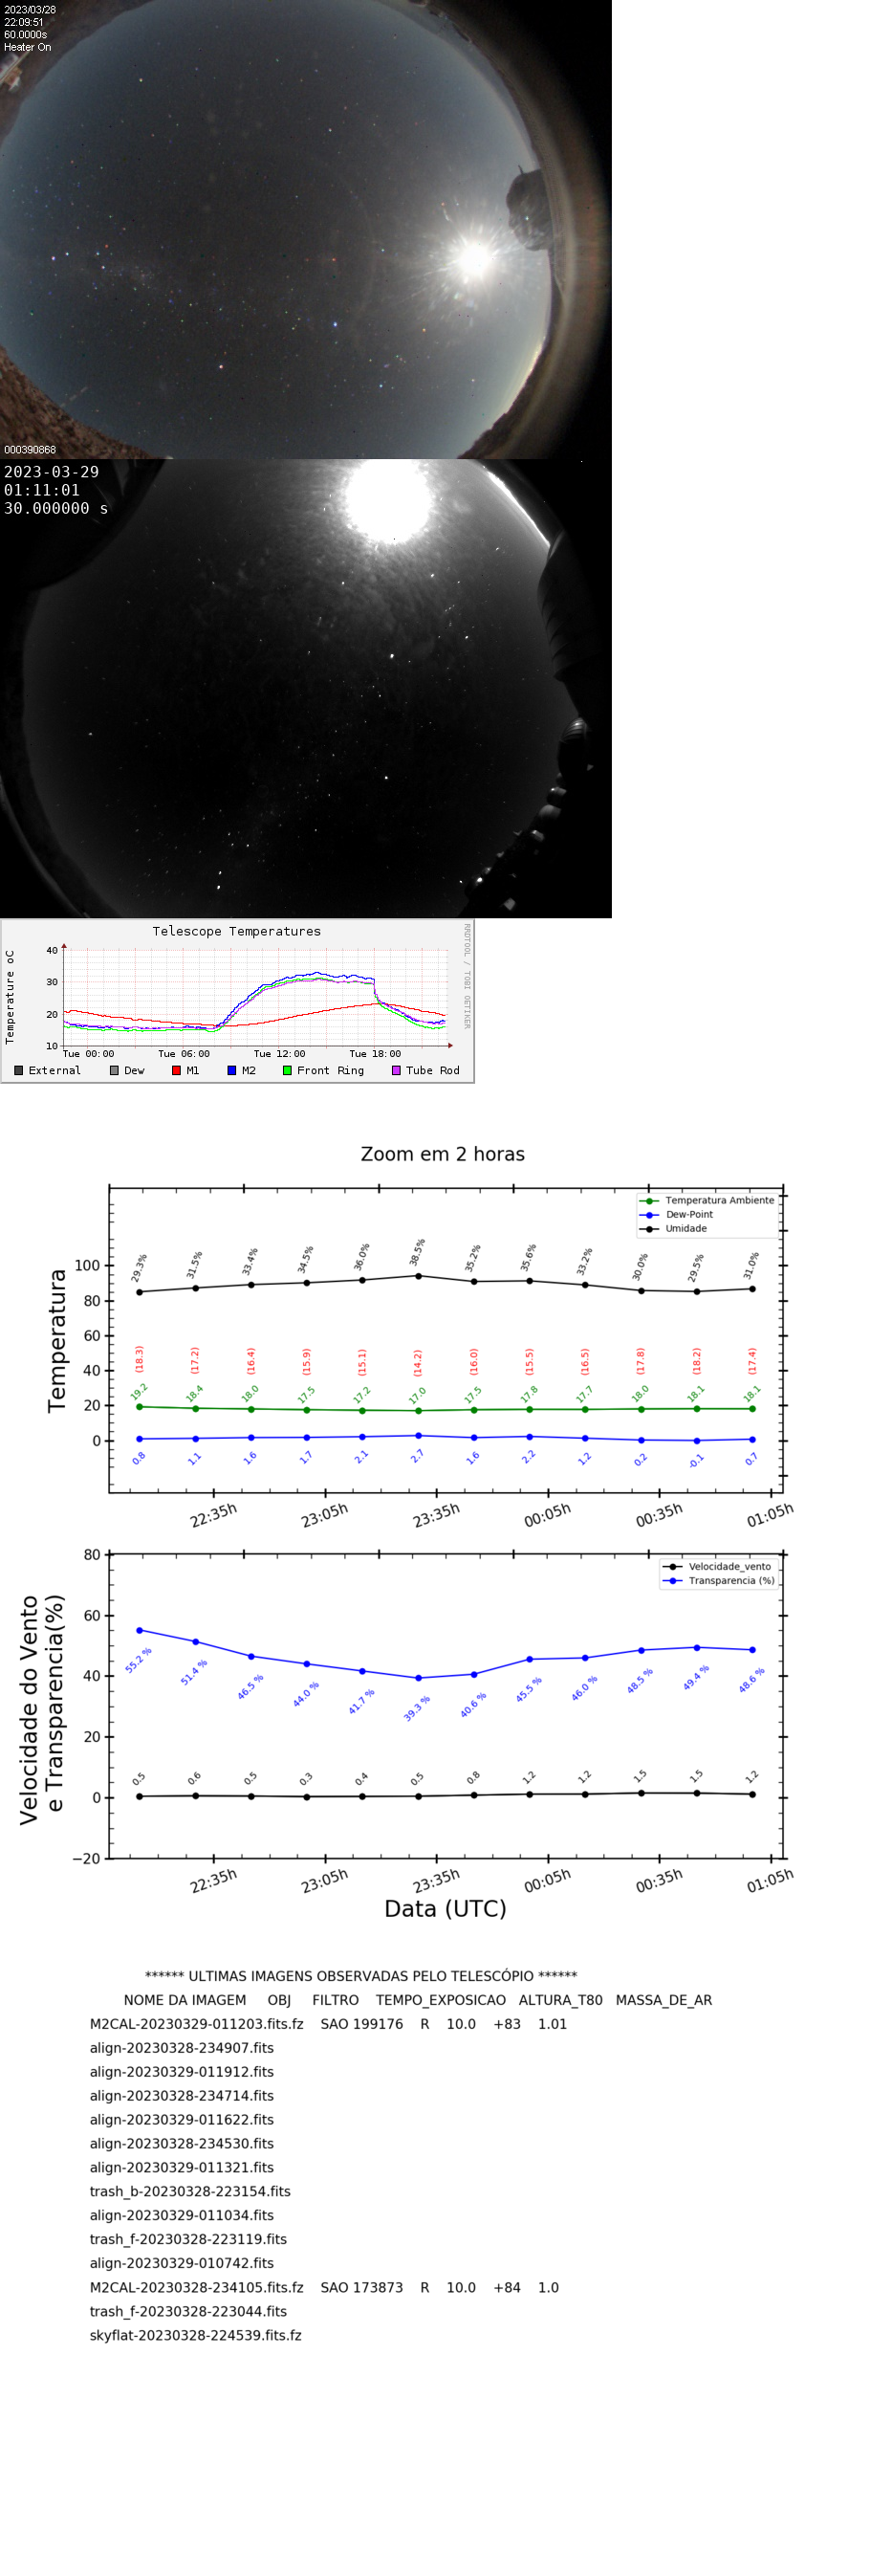 2023/03/28
22:09:51
60.0000s
Heater On
000390868
2023-03-29
01:11:01
30.000000 s
Telescope Temperatures
RRDTOOL / TOBI OETIKER
Temperature oC
40
30
20
10
Tue 00:00 Tue 06:00 Tue 12:00 Tue 18:00
External Dew M1 M2 Front Ring Tube Rod
Zoom em 2 horas
Temperatura Ambiente
Dew-Point
Umidade
Temperatura
100
80
60
40
20
0
29.3% 31.5% 33.4% 34.5% 36.0% 38.5% 35.2% 35.6% 33.2% 30.0% 29.5% 31.0%
(18.3) (17.2) (16.4) (15.9) (15.1) (14.2) (16.0) (15.5) (16.5) (17.8) (18.2) (17.4)
19.2 18.4 18.0 17.5 17.2 17.0 17.5 17.8 17.7 18.0 18.1 18.1
0.8 1.1 1.6 1.7 2.1 2.7 1.6 2.2 1.2 0.2 -0.1 0.7
22:35h 23:05h 23:35h 00:05h 00:35h 01:05h
Velocidade_vento
Transparencia (%)
Velocidade do Vento
e Transparencia(%)
80
60
40
20
0
−20
55.2 % 51.4 % 46.5 % 44.0 % 41.7 % 39.3 % 40.6 % 45.5 % 46.0 % 48.5 % 49.4 % 48.6 %
0.5 0.6 0.5 0.3 0.4 0.5 0.8 1.2 1.2 1.5 1.5 1.2
22:35h 23:05h 23:35h 00:05h 00:35h 01:05h
Data (UTC)
****** ULTIMAS IMAGENS OBSERVADAS PELO TELESCÓPIO ******
NOME DA IMAGEM OBJ FILTRO TEMPO_EXPOSICAO ALTURA_T80 MASSA_DE_AR
M2CAL-20230329-011203.fits.fz SAO 199176 R 10.0 +83 1.01
align-20230328-234907.fits
align-20230329-011912.fits
align-20230328-234714.fits
align-20230329-011622.fits
align-20230328-234530.fits
align-20230329-011321.fits
trash_b-20230328-223154.fits
align-20230329-011034.fits
trash_f-20230328-223119.fits
align-20230329-010742.fits
M2CAL-20230328-234105.fits.fz SAO 173873 R 10.0 +84 1.0
trash_f-20230328-223044.fits
skyflat-20230328-224539.fits.fz